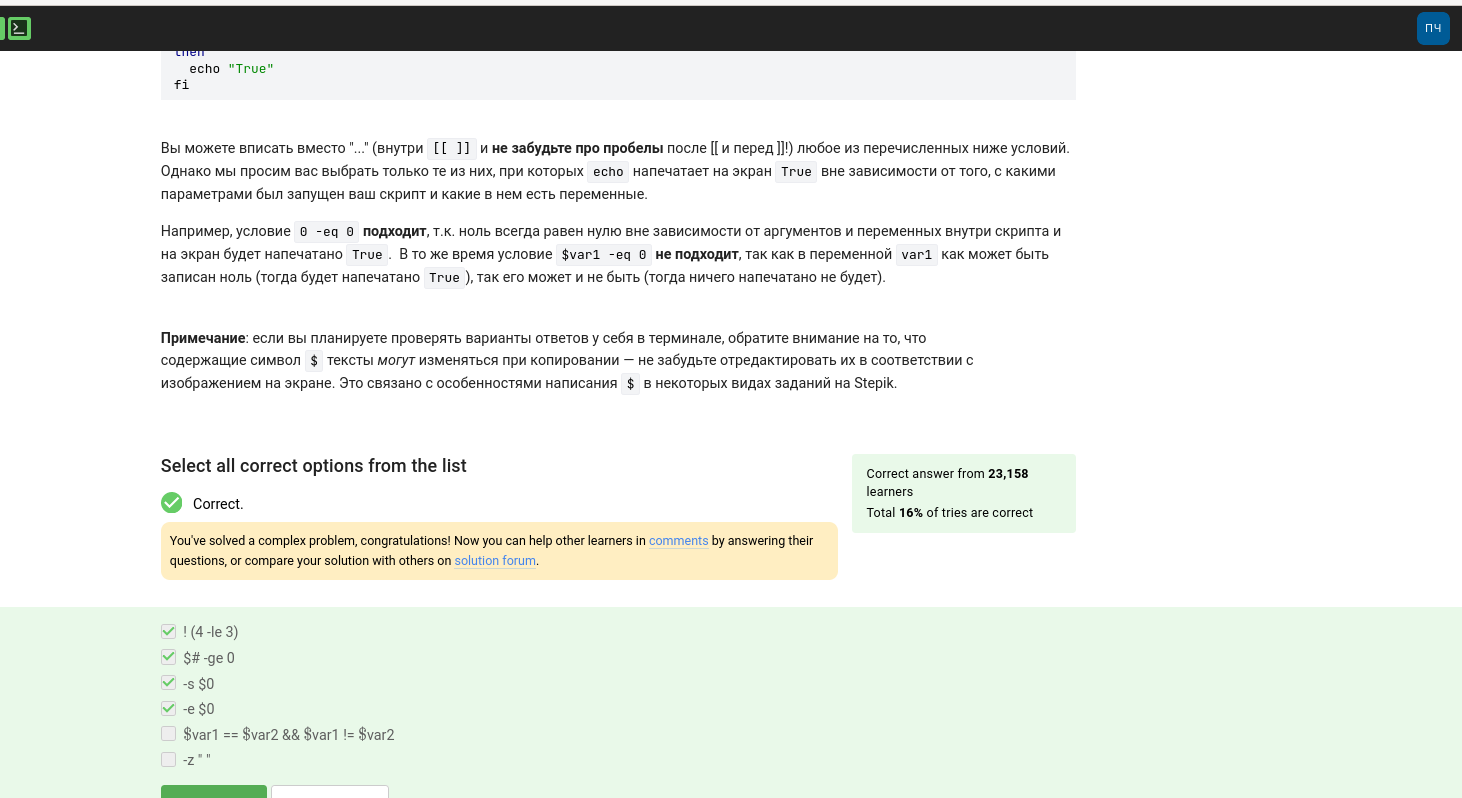 ПЧ
then
echo "True"
fi
Вы можете вписать вместо "..." (внутри [[ ]] и не забудьте про пробелы после [[ и перед ]]!) любое из перечисленных ниже условий.
Однако мы просим вас выбрать только те из них, при которых echo напечатает на экран True вне зависимости от того, с какими
параметрами был запущен ваш скрипт и какие в нем есть переменные.
Например, условие 0 -eq 0 подходит, т.к. ноль всегда равен нулю вне зависимости от аргументов и переменных внутри скрипта и
на экран будет напечатано True . В то же время условие $var1 -eq 0 не подходит, так как в переменной var1 как может быть
записан ноль (тогда будет напечатано True ), так его может и не быть (тогда ничего напечатано не будет).
Примечание: если вы планируете проверять варианты ответов у себя в терминале, обратите внимание на то, что
содержащие символ $ тексты могут изменяться при копировании — не забудьте отредактировать их в соответствии с
изображением на экране. Это связано с особенностями написания $ в некоторых видах заданий на Stepik.
Select all correct options from the list
Correct.
You've solved a complex problem, congratulations! Now you can help other learners in comments by answering their
questions, or compare your solution with others on solution forum.
Correct answer from 23,158
learners
Total 16% of tries are correct
! (4 -le 3)
$# -ge 0
-s $0
-e $0
$var1 == $var2 && $var1 != $var2
-z " "